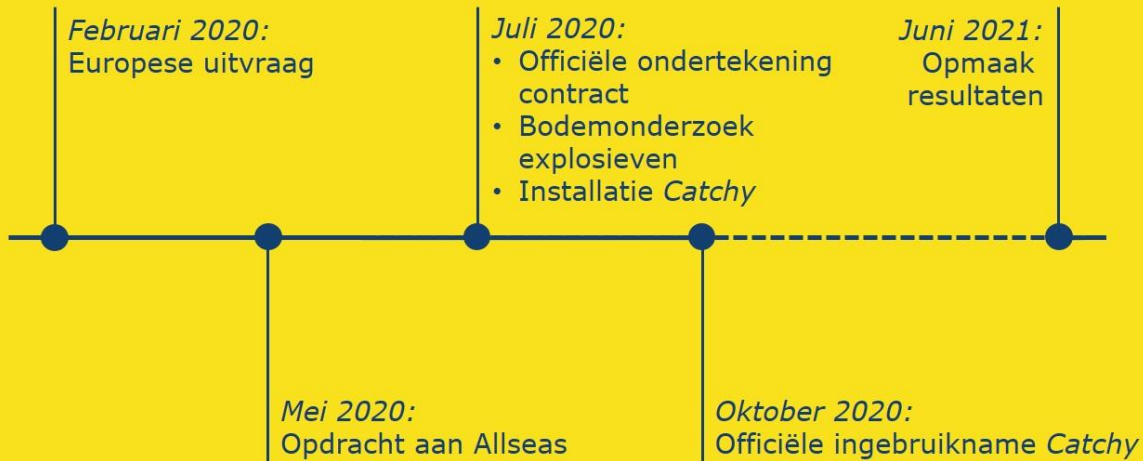 Februari 2020:
Europese uitvraag
Juli 2020:
• Officiële ondertekening
contract
• Bodemonderzoek
explosieven
• Installatie Catchy
Juni 2021:
Opmaak
resultaten
Mei 2020:
Opdracht aan Allseas
Oktober 2020:
Officiële ingebruikname Catchy